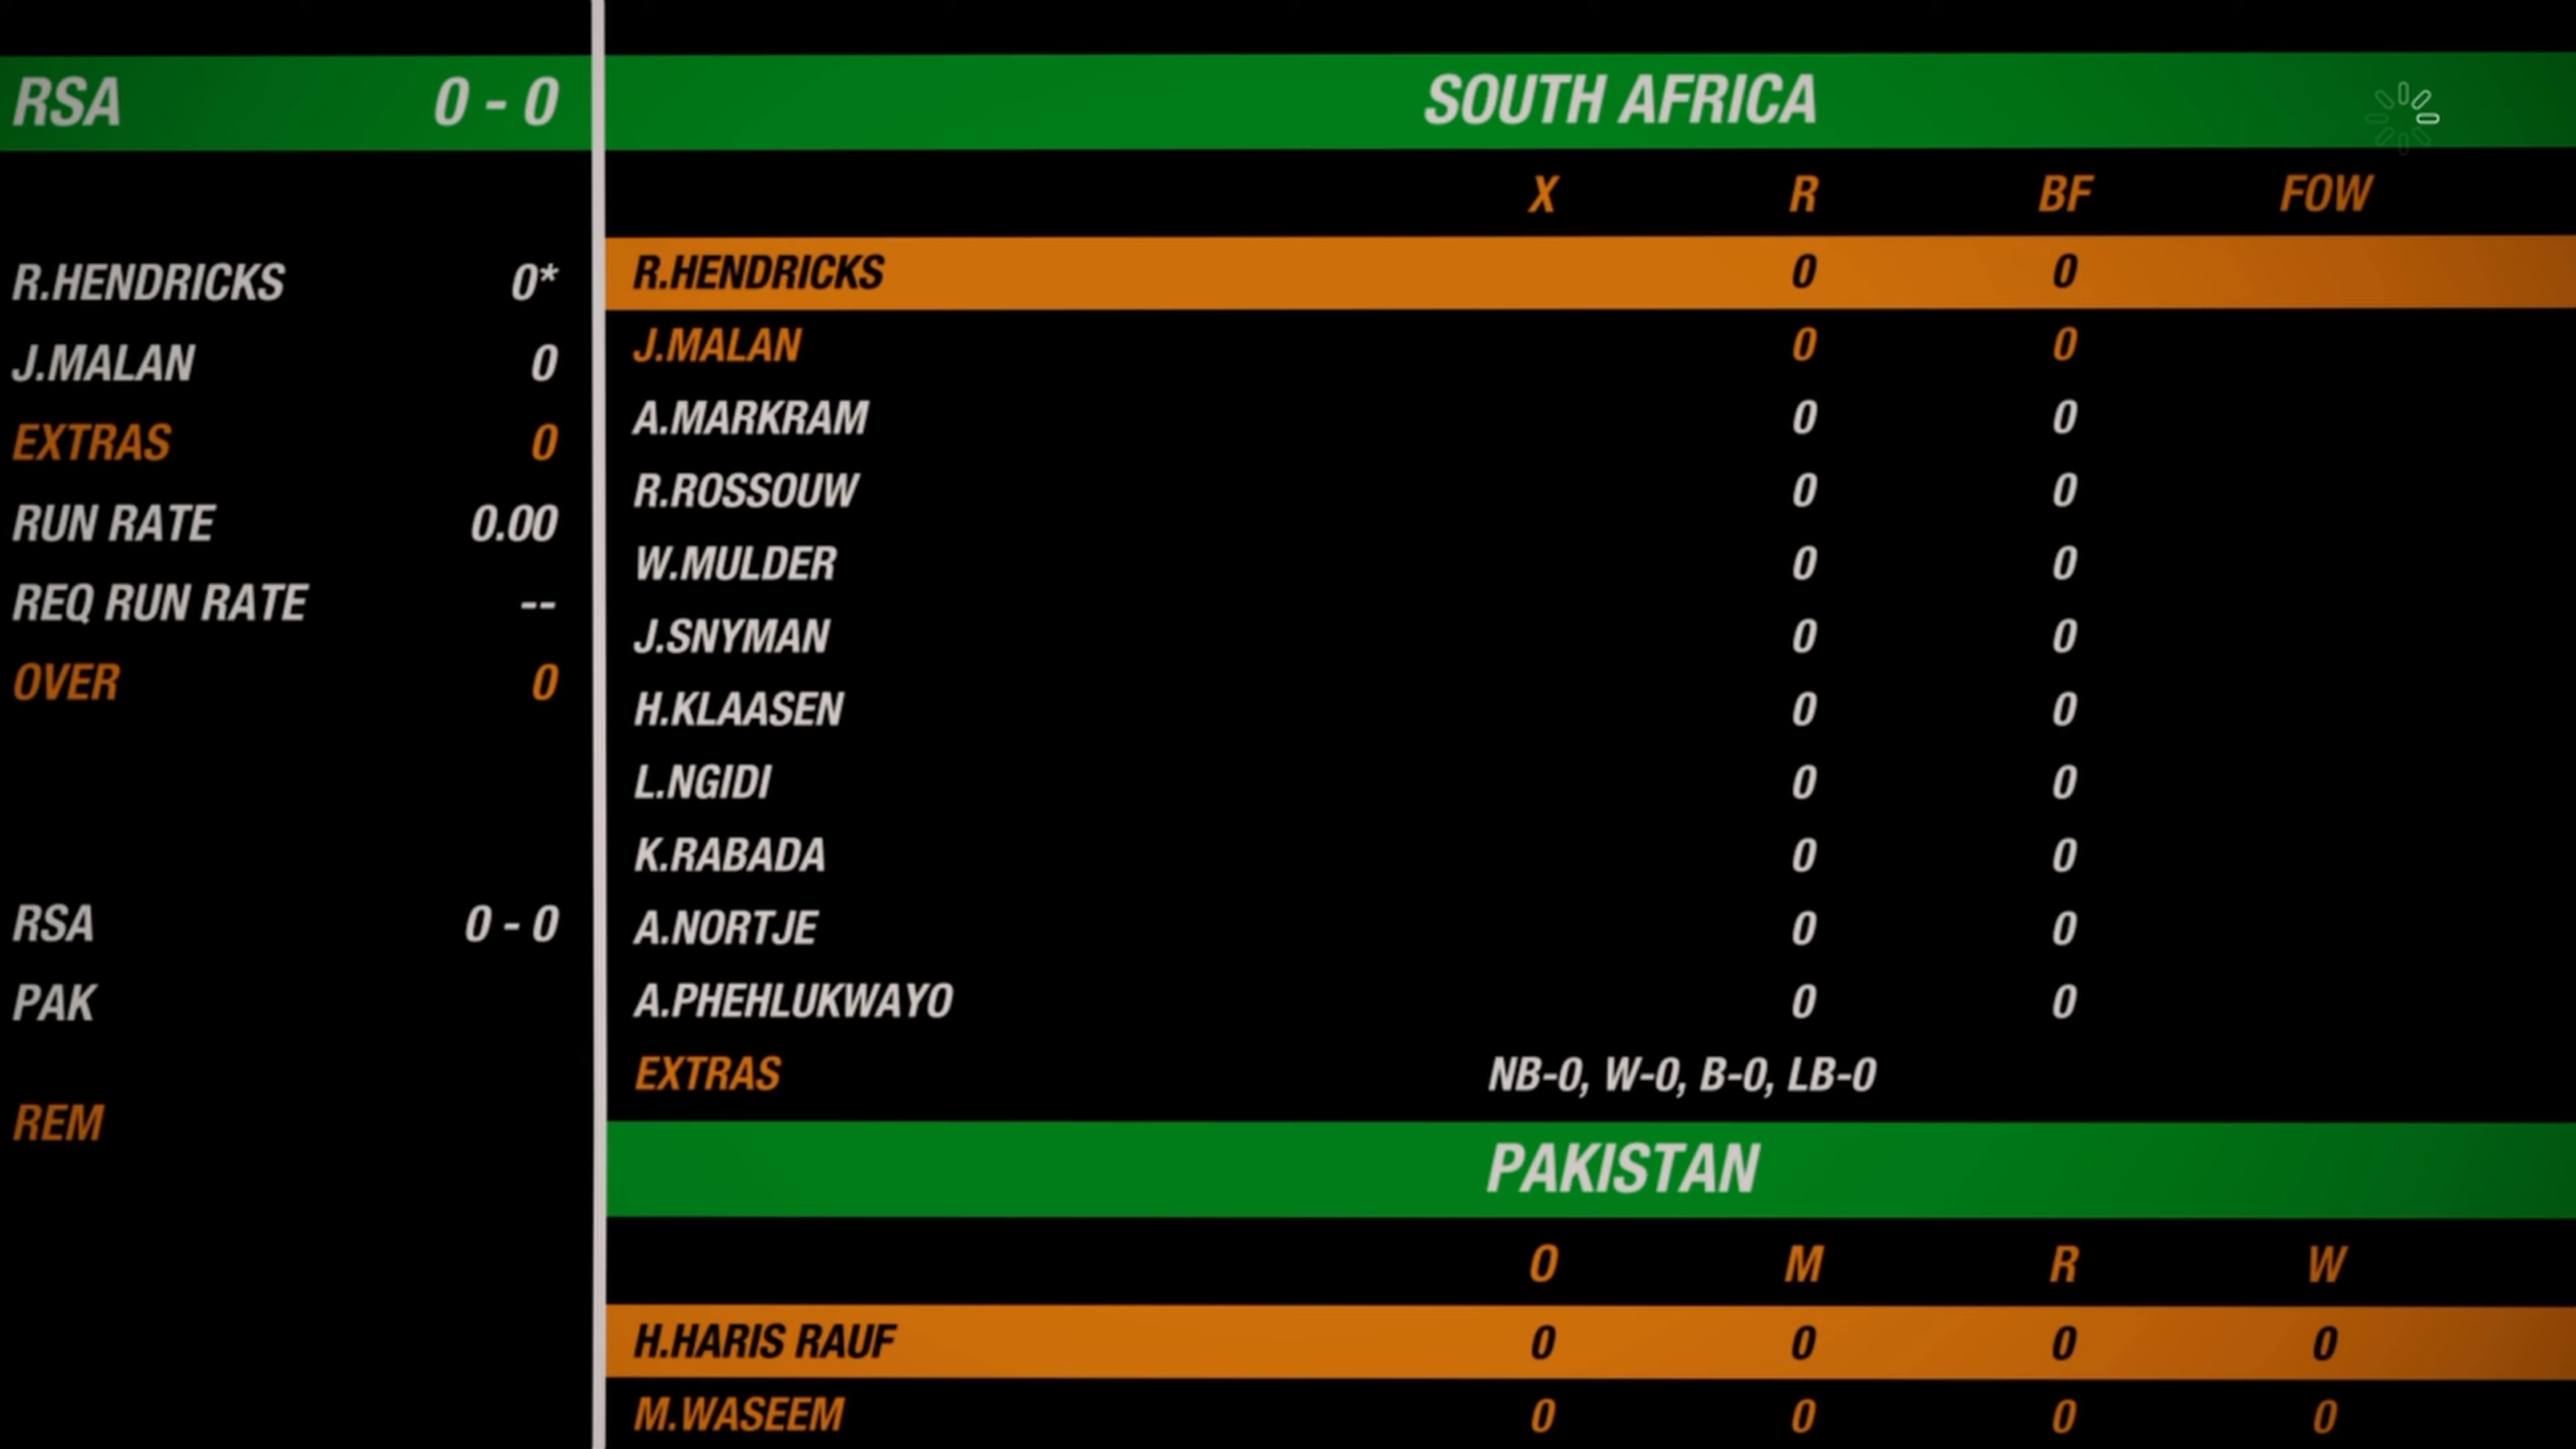 RSA 0 - 0
R.HENDRICKS 0*
J.MALAN 0
EXTRAS 0
RUN RATE 0.00
REQ RUN RATE --
OVER 0
RSA 0 - 0
PAK
REM
SOUTH AFRICA
X R BF FOW
R.HENDRICKS 0 0
J.MALAN 0 0
A.MARKRAM 0 0
R.ROSSOUW 0 0
W.MULDER 0 0
J.SNYMAN 0 0
H.KLAASEN 0 0
L.NGIDI 0 0
K.RABADA 0 0
A.NORTJE 0 0
A.PHEHLUKWAYO 0 0
EXTRAS NB-0, W-0, B-0, LB-0
PAKISTAN
O M R W
H.HARIS RAUF 0 0 0 0
M.WASEEM 0 0 0 0